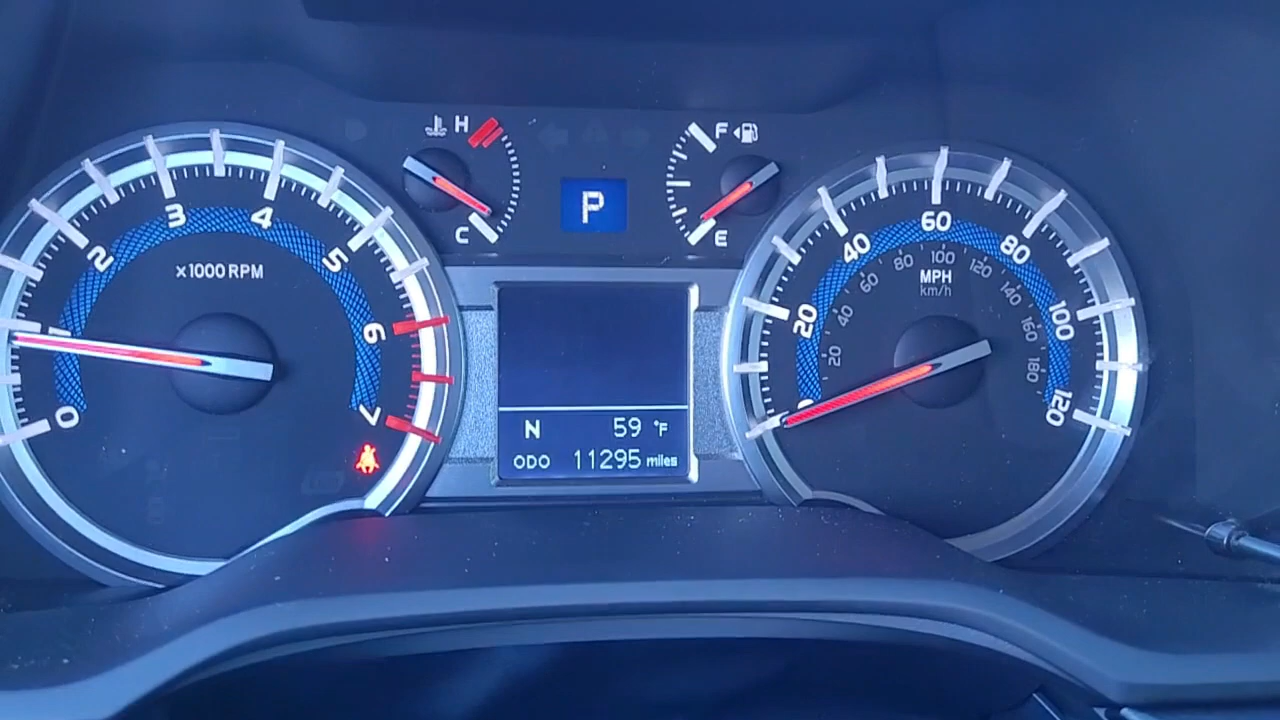 H
C
P
F
E
0 1 2 3 4 5 6 7
x1000 RPM
0 20 40 60 80 100 120
MPH
km/h
20 40 60 80 100 120 140 160 180
N 59 °F
ODO 11295 miles